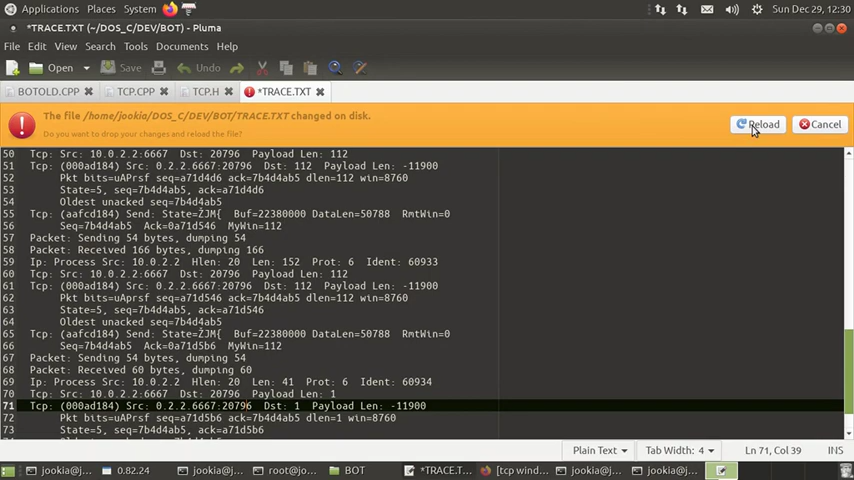 Applications Places System Sun Dec 29, 12:30
*TRACE.TXT (~/DOS_C/DEV/BOT) - Pluma
File Edit View Search Tools Documents Help
Open Save Undo
BOTOLD.CPP TCP.CPP TCP.H *TRACE.TXT
The file /home/jookia/DOS_C/DEV/BOT/TRACE.TXT changed on disk.
Do you want to drop your changes and reload the file?
Reload Cancel
50 Tcp: Src: 10.0.2.2:6667 Dst: 20796 Payload Len: 112
51 Tcp: (000ad184) Src: 0.2.2.6667:20796 Dst: 112 Payload Len: -11900
52 Pkt bits=uAPrsf seq=a71d4d6 ack=7b4d4ab5 dlen=112 win=8760
53 State=5, seq=7b4d4ab5, ack=a71d4d6
54 Oldest unacked seq=7b4d4ab5
55 Tcp: (aafcd184) Send: State=ŽJM{ Buf=22380000 DataLen=50788 RmtWin=0
56 Seq=7b4d4ab5 Ack=0a71d546 MyWin=112
57 Packet: Sending 54 bytes, dumping 54
58 Packet: Received 166 bytes, dumping 166
59 Ip: Process Src: 10.0.2.2 Hlen: 20 Len: 152 Prot: 6 Ident: 60933
60 Tcp: Src: 10.0.2.2:6667 Dst: 20796 Payload Len: 112
61 Tcp: (000ad184) Src: 0.2.2.6667:20796 Dst: 112 Payload Len: -11900
62 Pkt bits=uAPrsf seq=a71d546 ack=7b4d4ab5 dlen=112 win=8760
63 State=5, seq=7b4d4ab5, ack=a71d546
64 Oldest unacked seq=7b4d4ab5
65 Tcp: (aafcd184) Send: State=ŽJM{ Buf=22380000 DataLen=50788 RmtWin=0
66 Seq=7b4d4ab5 Ack=0a71d5b6 MyWin=112
67 Packet: Sending 54 bytes, dumping 54
68 Packet: Received 60 bytes, dumping 60
69 Ip: Process Src: 10.0.2.2 Hlen: 20 Len: 41 Prot: 6 Ident: 60934
70 Tcp: Src: 10.0.2.2:6667 Dst: 20796 Payload Len: 1
71 Tcp: (000ad184) Src: 0.2.2.6667:20796 Dst: 1 Payload Len: -11900
72 Pkt bits=uAPrsf seq=a71d5b6 ack=7b4d4ab5 dlen=1 win=8760
73 State=5, seq=7b4d4ab5, ack=a71d5b6
Plain Text Tab Width: 4 Ln 71, Col 39 INS
jookia@j... 0.82.24 jookia@j... root@jo... BOT *TRACE.T... [tcp wind... jookia@j... jookia@j...